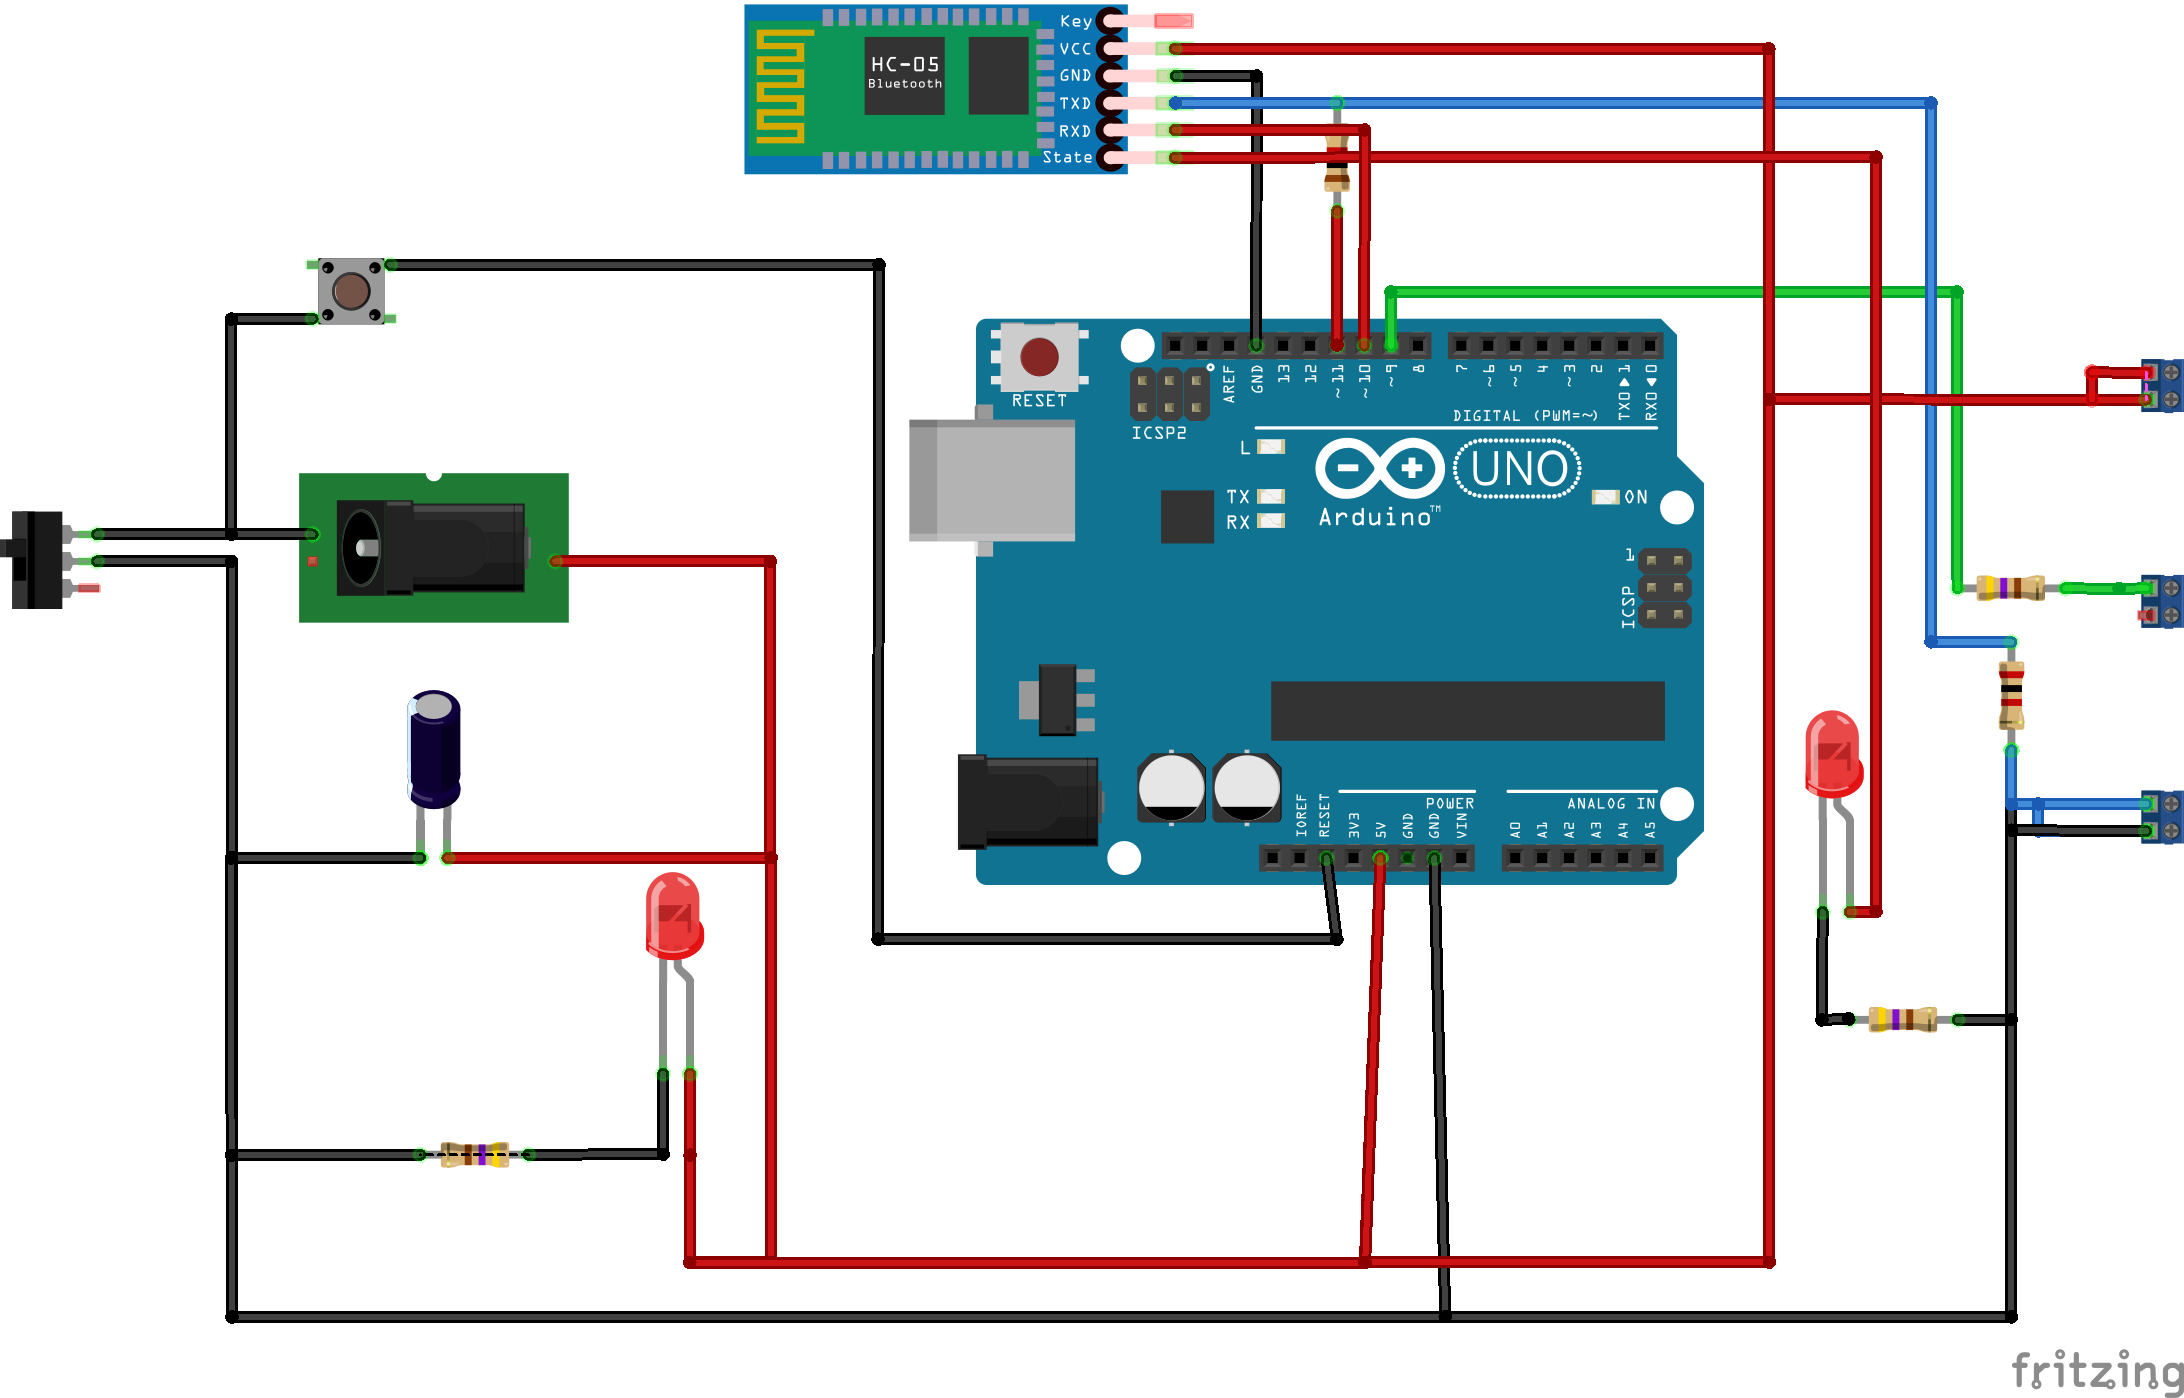 Key
VCC
HC-05
GND
Bluetooth
TXD
RXD
State
RESET
ICSP2
AREF
GND
13
12
~11
~10
~9
8
7
~6
~5
4
~3
2
TX0 1
RX0 0
DIGITAL (PWM=~)
L
TX
RX
UNO
ON
Arduino™
1
ICSP
IOREF
RESET
3V3
5V
GND
GND
VIN
POWER
ANALOG IN
A0
A1
A2
A3
A4
A5
fritzing